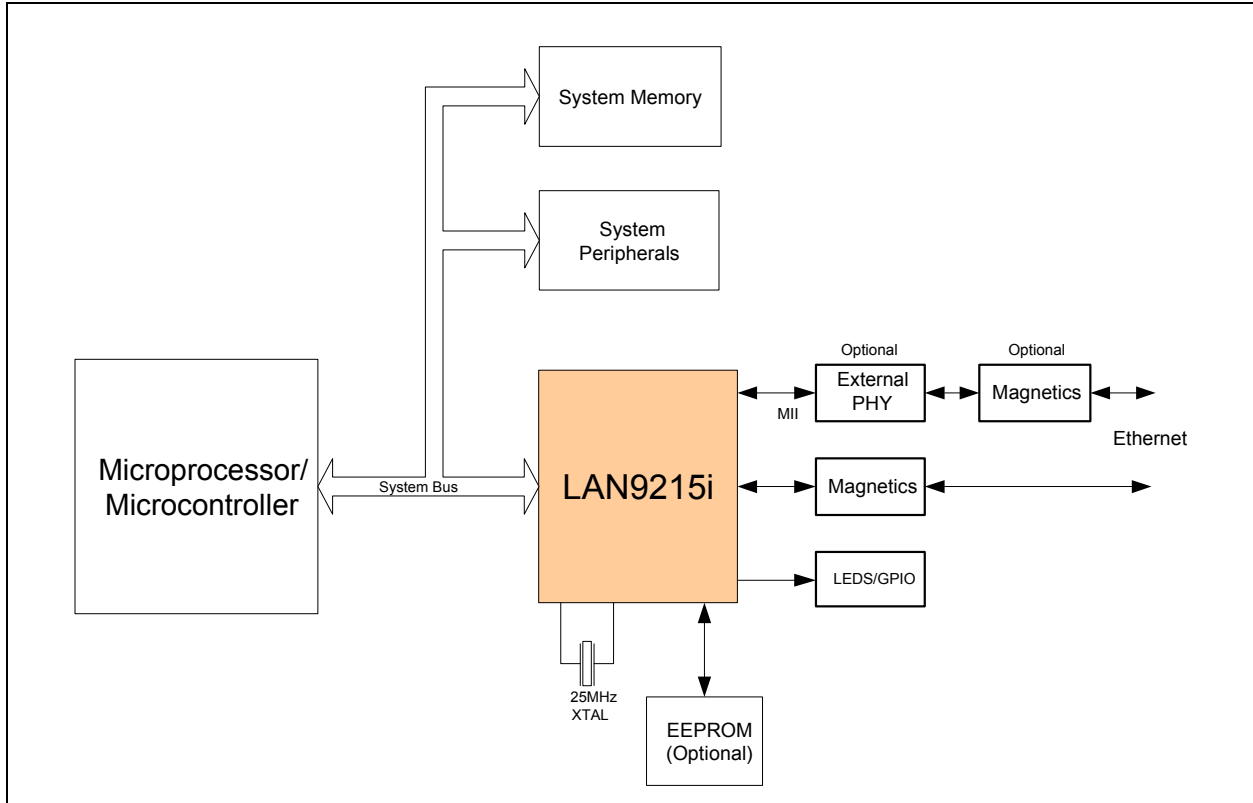 System Memory
System
Peripherals
Optional
Optional
External
PHY
Magnetics
MII
Ethernet
Microprocessor/
Microcontroller
System Bus
LAN9215i
Magnetics
LEDS/GPIO
25MHz
XTAL
EEPROM
(Optional)